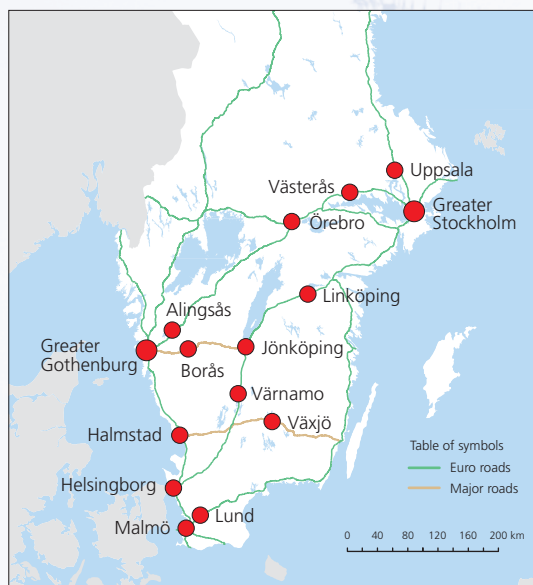 Uppsala
Västerås
Greater
Stockholm
Örebro
Linköping
Alingsås
Greater
Gothenburg
Jönköping
Borås
Värnamo
Växjö
Halmstad
Table of symbols
Euro roads
Major roads
Helsingborg
Lund
Malmö
0 40 80 120 160 200 km